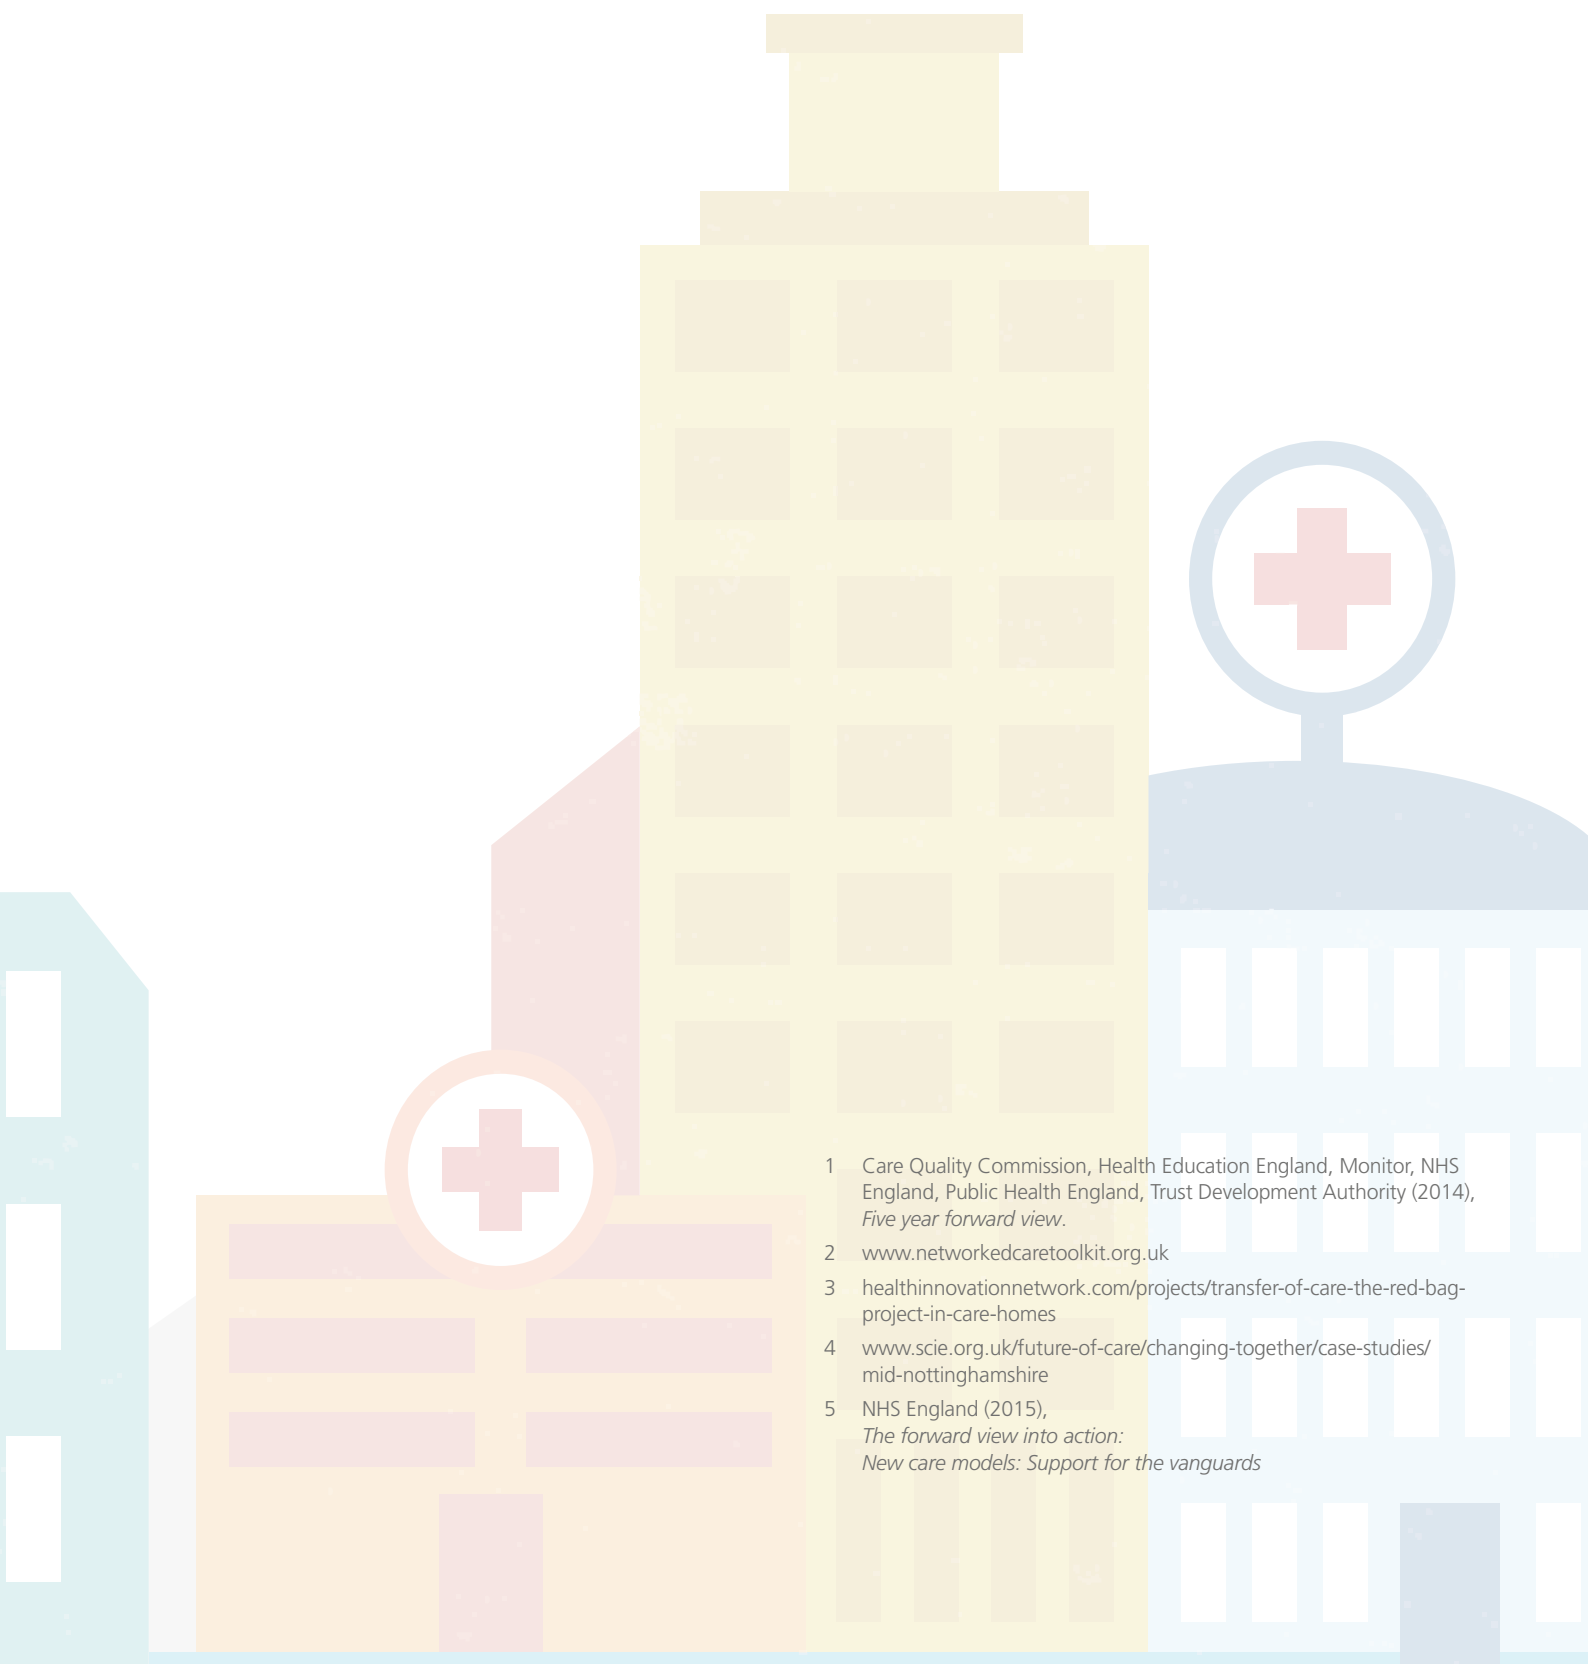 1 Care Quality Commission, Health Education England, Monitor, NHS
England, Public Health England, Trust Development Authority (2014),
Five year forward view.
2 www.networkedcaretoolkit.org.uk
3 healthinnovationnetwork.com/projects/transfer-of-care-the-red-bag-
project-in-care-homes
4 www.scie.org.uk/future-of-care/changing-together/case-studies/
mid-nottinghamshire
5 NHS England (2015),
The forward view into action:
New care models: Support for the vanguards